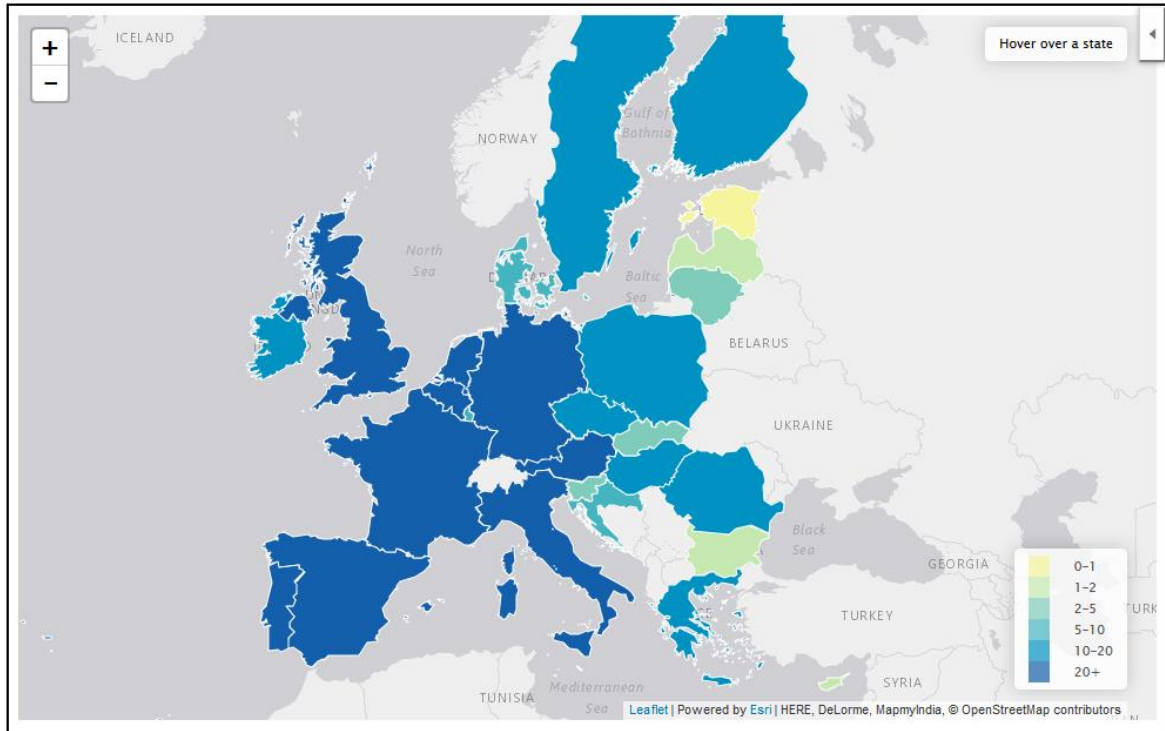 ICELAND
+
−
Hover over a state
NORWAY
Gulf of
Bothnia
North
Sea
Baltic
Sea
BELARUS
UKRAINE
Black
Sea
GEORGIA
TURKEY
SYRIA
TUNISIA
Mediterranean
Sea
0–1
1–2
2–5
5–10
10–20
20+
Leaflet | Powered by Esri | HERE, DeLorme, MapmyIndia, © OpenStreetMap contributors